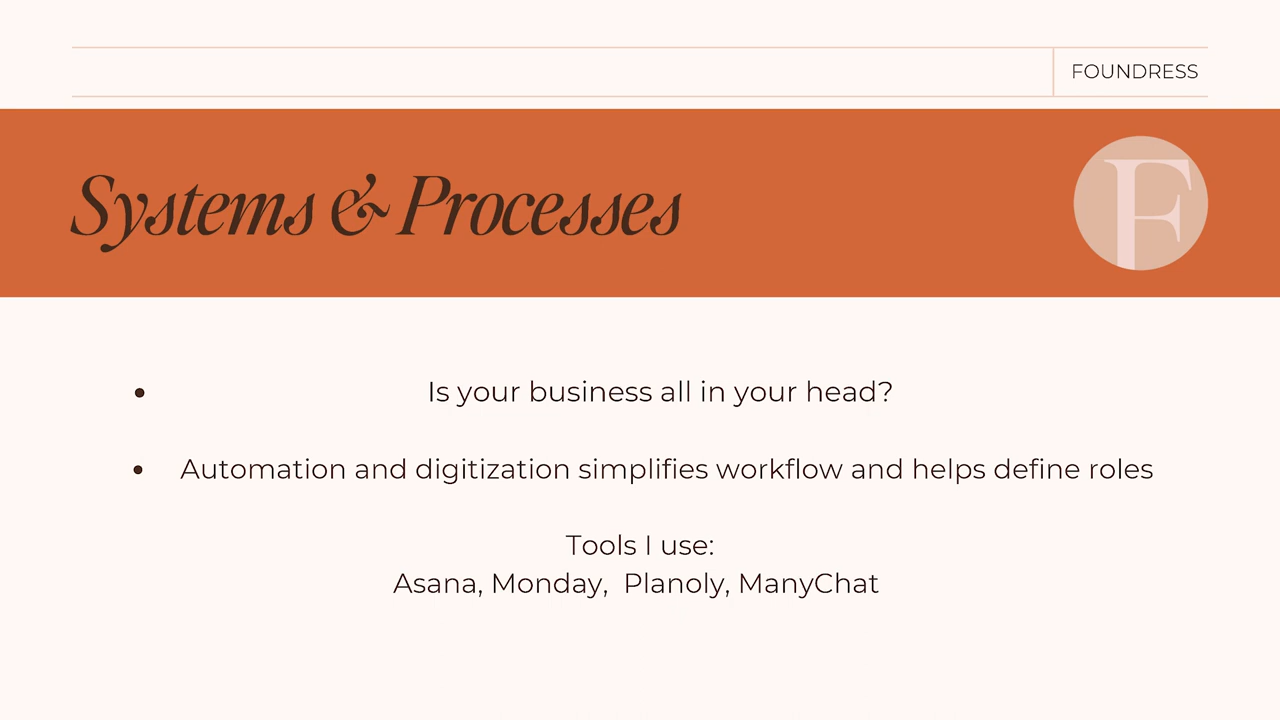 FOUNDRESS
Systems & Processes
F
• Is your business all in your head?
• Automation and digitization simplifies workflow and helps define roles
Tools I use:
Asana, Monday,  Planoly, ManyChat